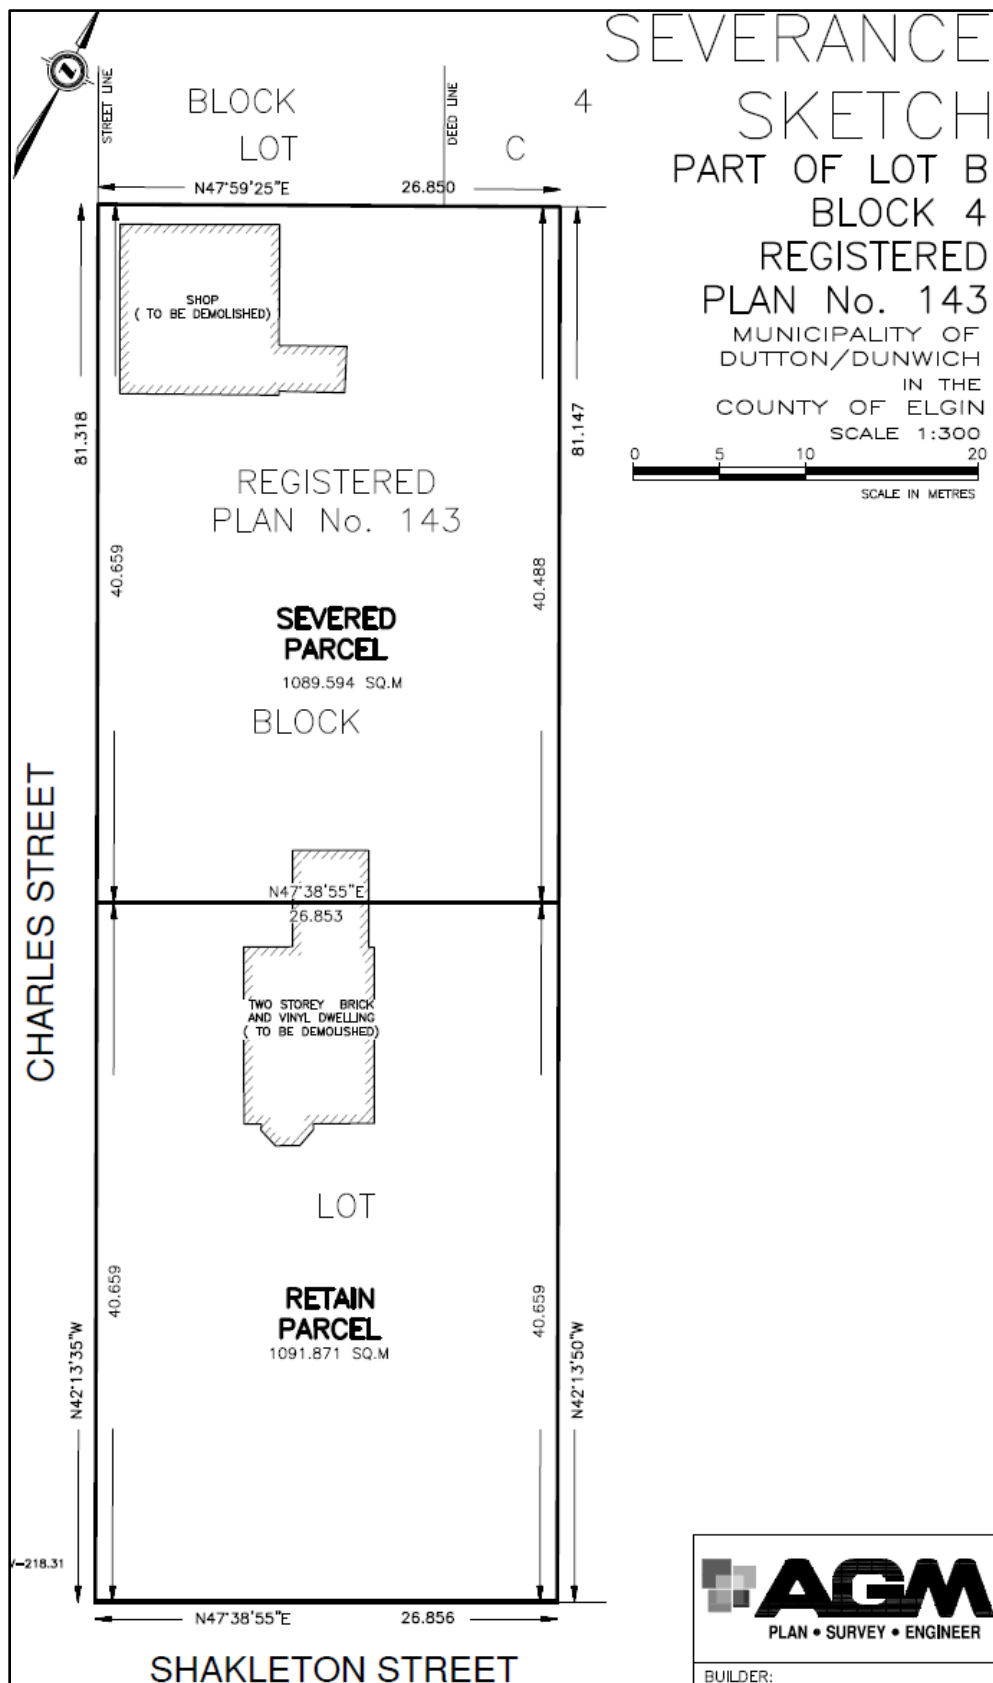 SEVERANCE
SKETCH
PART OF LOT B
BLOCK 4
REGISTERED
PLAN No. 143
MUNICIPALITY OF
DUTTON/DUNWICH
IN THE
COUNTY OF ELGIN
SCALE 1:300
0 5 10 20
SCALE IN METRES
STREET LINE
BLOCK 4
DEED LINE
LOT C
N47°59'25"E 26.850
SHOP
( TO BE DEMOLISHED)
81.318
81.147
REGISTERED
PLAN No. 143
40.659
40.488
SEVERED
PARCEL
1089.594 SQ.M
BLOCK
CHARLES STREET
N47°38'55"E
26.853
TWO STOREY BRICK
AND VINYL DWELLING
( TO BE DEMOLISHED)
LOT
40.659
40.659
RETAIN
PARCEL
1091.871 SQ.M
N42°13'35"W
N42°13'50"W
-218.31
N47°38'55"E 26.856
SHAKLETON STREET
AGM
PLAN • SURVEY • ENGINEER
BUILDER: